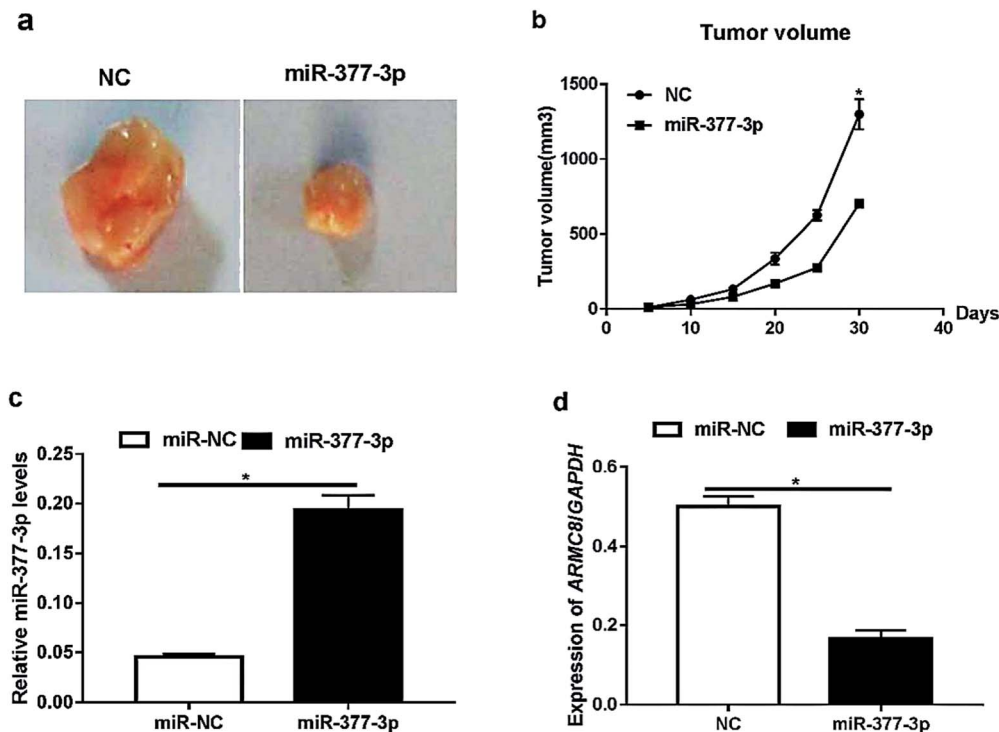 a
NC
miR-377-3p
b
Tumor volume
NC
miR-377-3p
*
Tumor volume(mm3)
1500
1000
500
0
0
10
20
30
40
Days
c
miR-NC
miR-377-3p
*
Relative miR-377-3p levels
0.25
0.20
0.15
0.10
0.05
0.00
miR-NC
miR-377-3p
d
miR-NC
miR-377-3p
*
Expression of ARMC8/GAPDH
0.6
0.4
0.2
0.0
NC
miR-377-3p